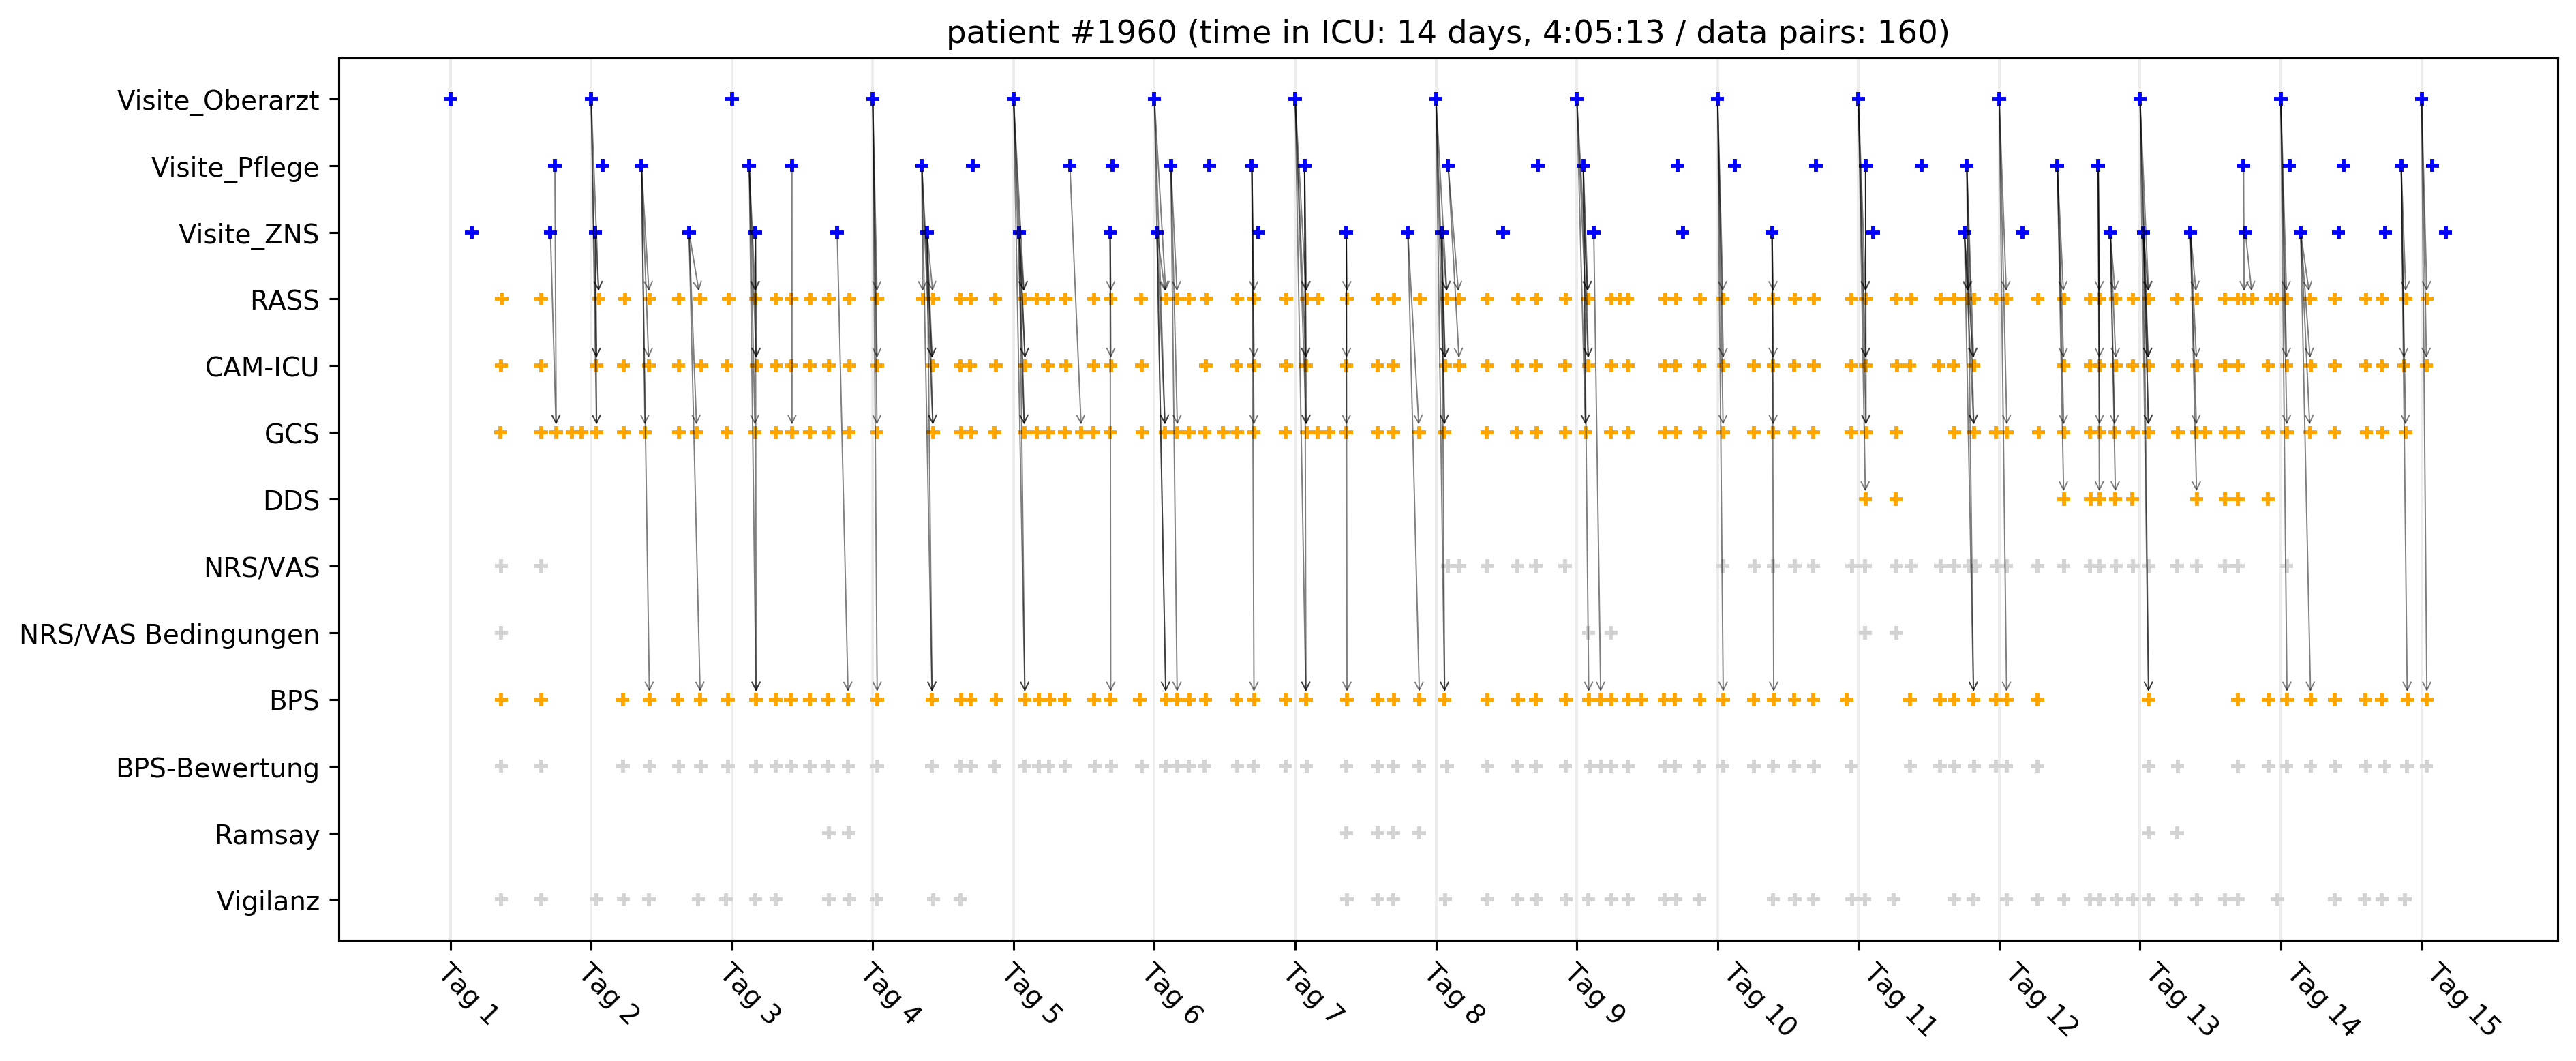 patient #1960 (time in ICU: 14 days, 4:05:13 / data pairs: 160)
Visite_Oberarzt
Visite_Pflege
Visite_ZNS
RASS
CAM-ICU
GCS
DDS
NRS/VAS
NRS/VAS Bedingungen
BPS
BPS-Bewertung
Ramsay
Vigilanz
Tag 1
Tag 2
Tag 3
Tag 4
Tag 5
Tag 6
Tag 7
Tag 8
Tag 9
Tag 10
Tag 11
Tag 12
Tag 13
Tag 14
Tag 15